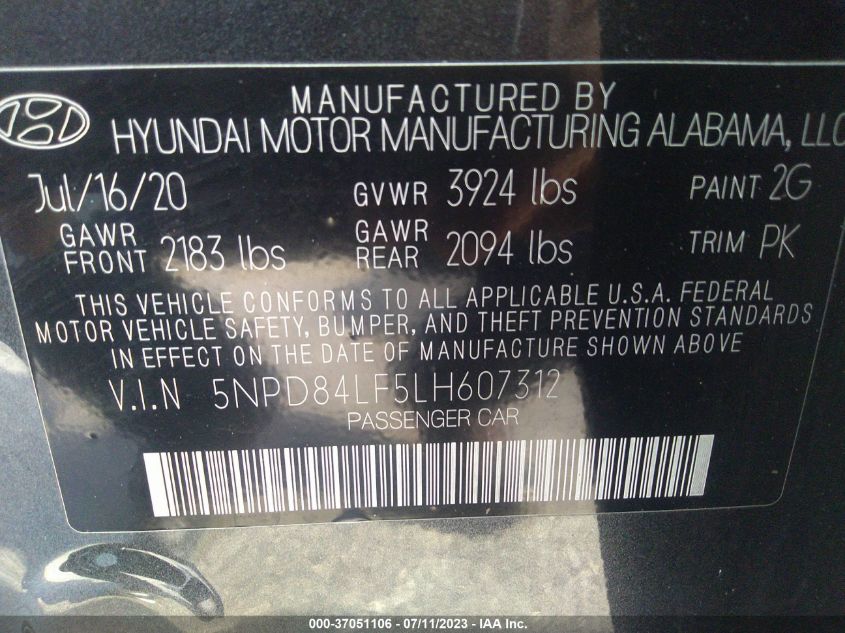 MANUFACTURED BY
HYUNDAI MOTOR MANUFACTURING ALABAMA, LLC
Jul/16/20 GVWR 3924 lbs PAINT 2G
GAWR FRONT 2183 lbs GAWR REAR 2094 lbs TRIM PK
THIS VEHICLE CONFORMS TO ALL APPLICABLE U.S.A. FEDERAL
MOTOR VEHICLE SAFETY, BUMPER, AND THEFT PREVENTION STANDARDS
IN EFFECT ON THE DATE OF MANUFACTURE SHOWN ABOVE
V.I.N 5NPD84LF5LH607312
PASSENGER CAR
000-37051106 - 07/11/2023 - IAA Inc.